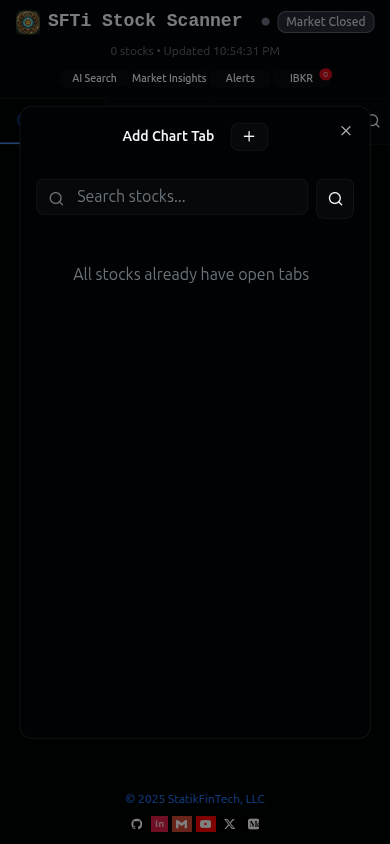 SFTi Stock Scanner
Market Closed
0 stocks • Updated 10:54:31 PM
AI Search Market Insights Alerts IBKR 0
Add Chart Tab
Search stocks...
All stocks already have open tabs
© 2025 StatikFinTech, LLC
in